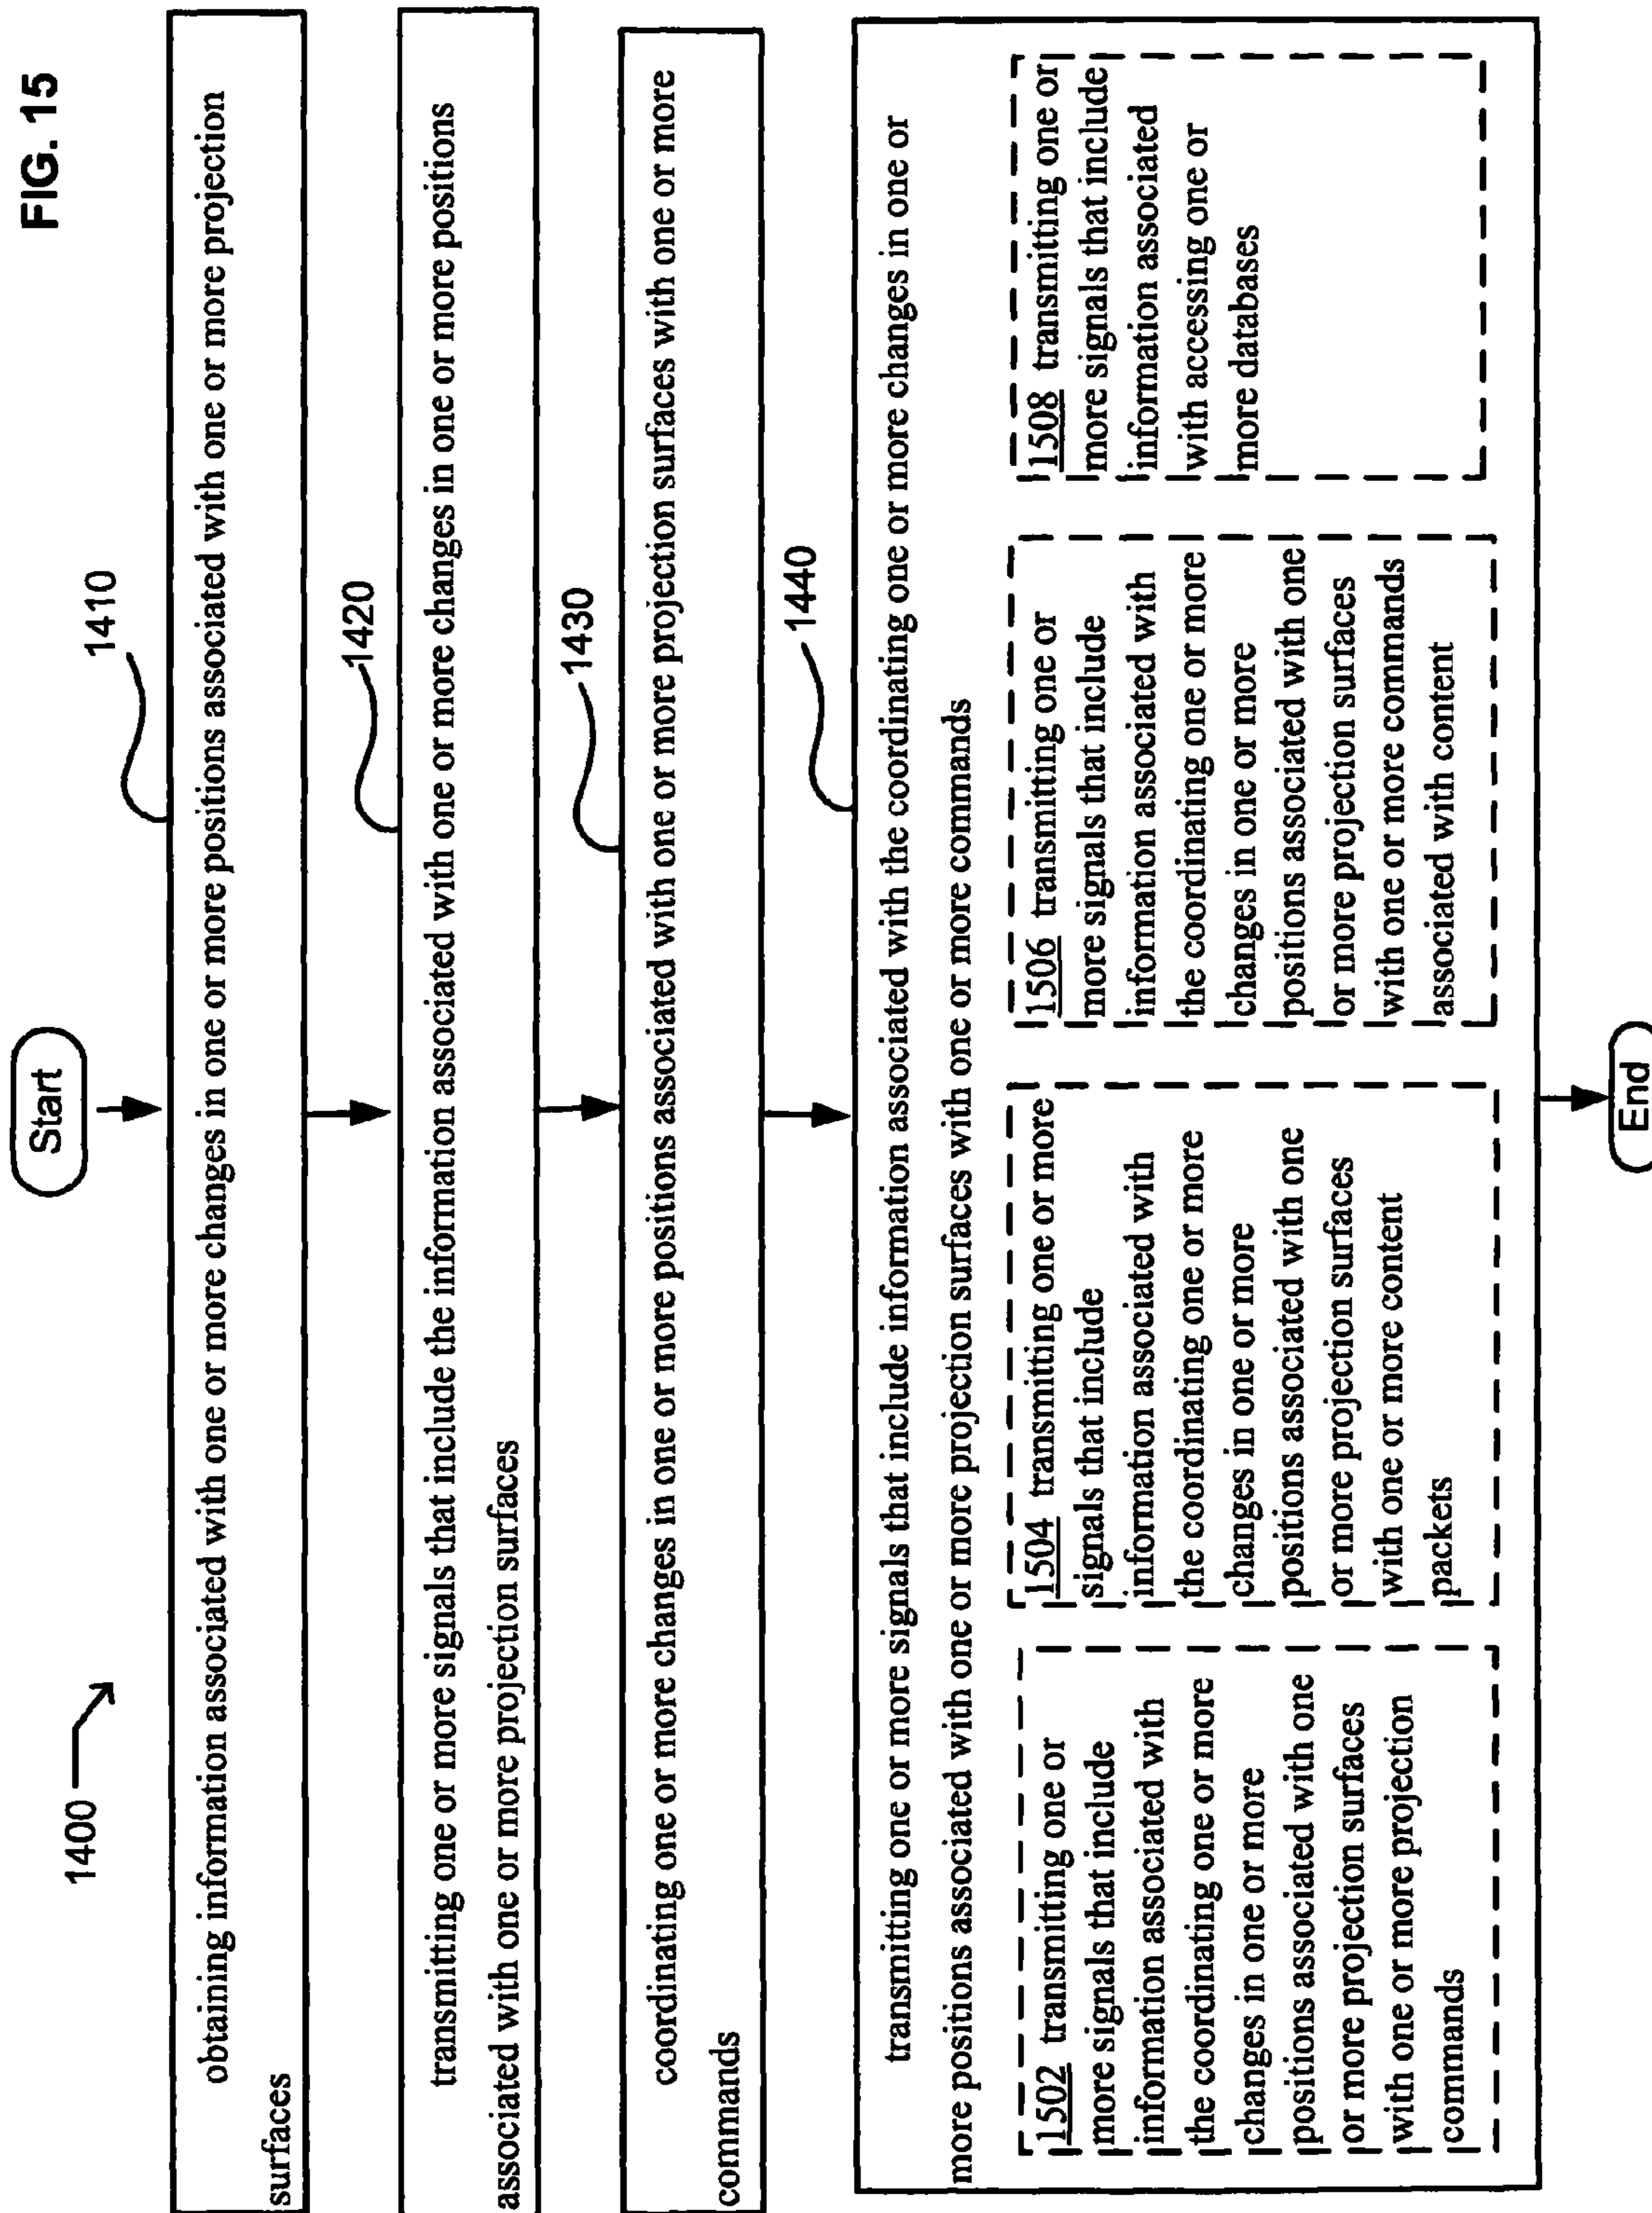 FIG. 15
1400
Start
1410
obtaining information associated with one or more changes in one or more positions associated with one or more projection
surfaces
1420
transmitting one or more signals that include the information associated with one or more changes in one or more positions
associated with one or more projection surfaces
1430
coordinating one or more changes in one or more positions associated with one or more projection surfaces with one or more
commands
1440
transmitting one or more signals that include information associated with the coordinating one or more changes in one or
more positions associated with one or more projection surfaces with one or more commands
1502 transmitting one or
more signals that include
information associated with
the coordinating one or more
changes in one or more
positions associated with one
or more projection surfaces
with one or more projection
commands
1504 transmitting one or more
signals that include
information associated with
the coordinating one or more
changes in one or more
positions associated with one
or more projection surfaces
with one or more content
packets
1506 transmitting one or
more signals that include
information associated with
the coordinating one or more
changes in one or more
positions associated with one
or more projection surfaces
with one or more commands
associated with content
1508 transmitting one or
more signals that include
information associated
with accessing one or
more databases
End